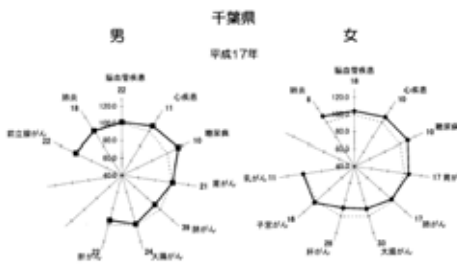 千葉県
男
女
平成17年
脳血管疾患
22
心疾患
11
糖尿病
10
胃がん
21
肺がん
39
大腸がん
24
肝がん
22
前立腺がん
22
肺炎
18
120.0
100.0
80.0
60.0
40.0
脳血管疾患
18
心疾患
10
糖尿病
10
胃がん
17
肺がん
17
大腸がん
33
肝がん
29
子宮がん
18
乳がん
11
肺炎
8
120.0
100.0
80.0
60.0
40.0